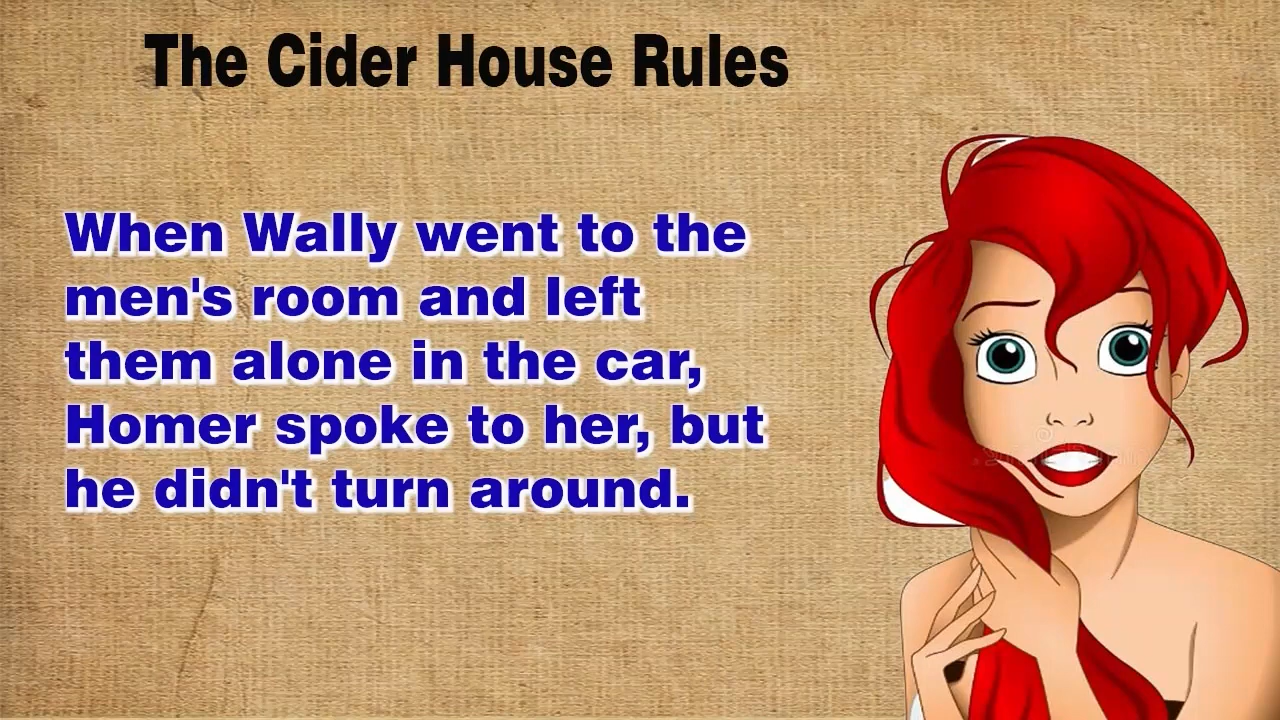 The Cider House Rules
When Wally went to the
men's room and left
them alone in the car,
Homer spoke to her, but
he didn't turn around.